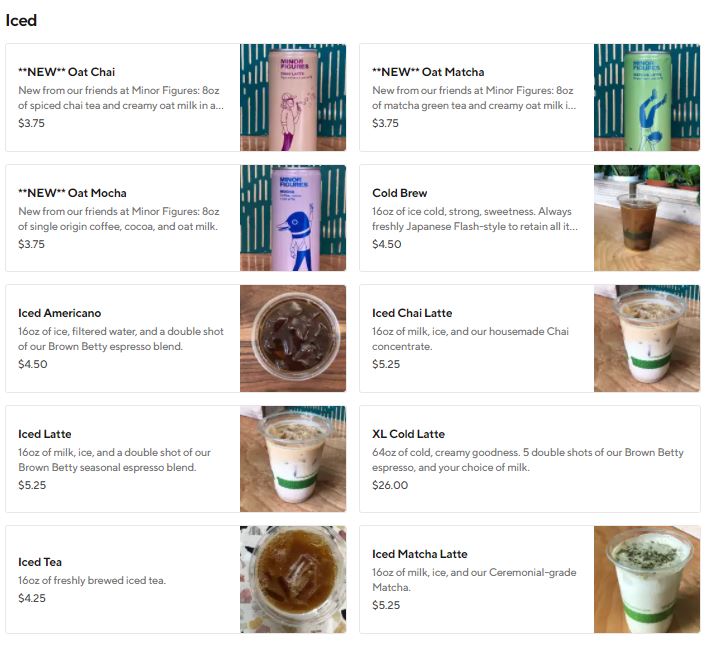 Iced
**NEW** Oat Chai
New from our friends at Minor Figures: 8oz
of spiced chai tea and creamy oat milk in a...
$3.75
MINOR
FIGURES
**NEW** Oat Matcha
New from our friends at Minor Figures: 8oz
of matcha green tea and creamy oat milk i...
$3.75
MINOR
FIGURES
**NEW** Oat Mocha
New from our friends at Minor Figures: 8oz
of single origin coffee, cocoa, and oat milk.
$3.75
MINOR
FIGURES
Cold Brew
16oz of ice cold, strong, sweetness. Always
freshly Japanese Flash-style to retain all it...
$4.50
Iced Americano
16oz of ice, filtered water, and a double shot
of our Brown Betty espresso blend.
$4.50
Iced Chai Latte
16oz of milk, ice, and our housemade Chai
concentrate.
$5.25
Iced Latte
16oz of milk, ice, and a double shot of our
Brown Betty seasonal espresso blend.
$5.25
XL Cold Latte
64oz of cold, creamy goodness. 5 double shots of our Brown Betty
espresso, and your choice of milk.
$26.00
Iced Tea
16oz of freshly brewed iced tea.
$4.25
Iced Matcha Latte
16oz of milk, ice, and our Ceremonial-grade
Matcha.
$5.25